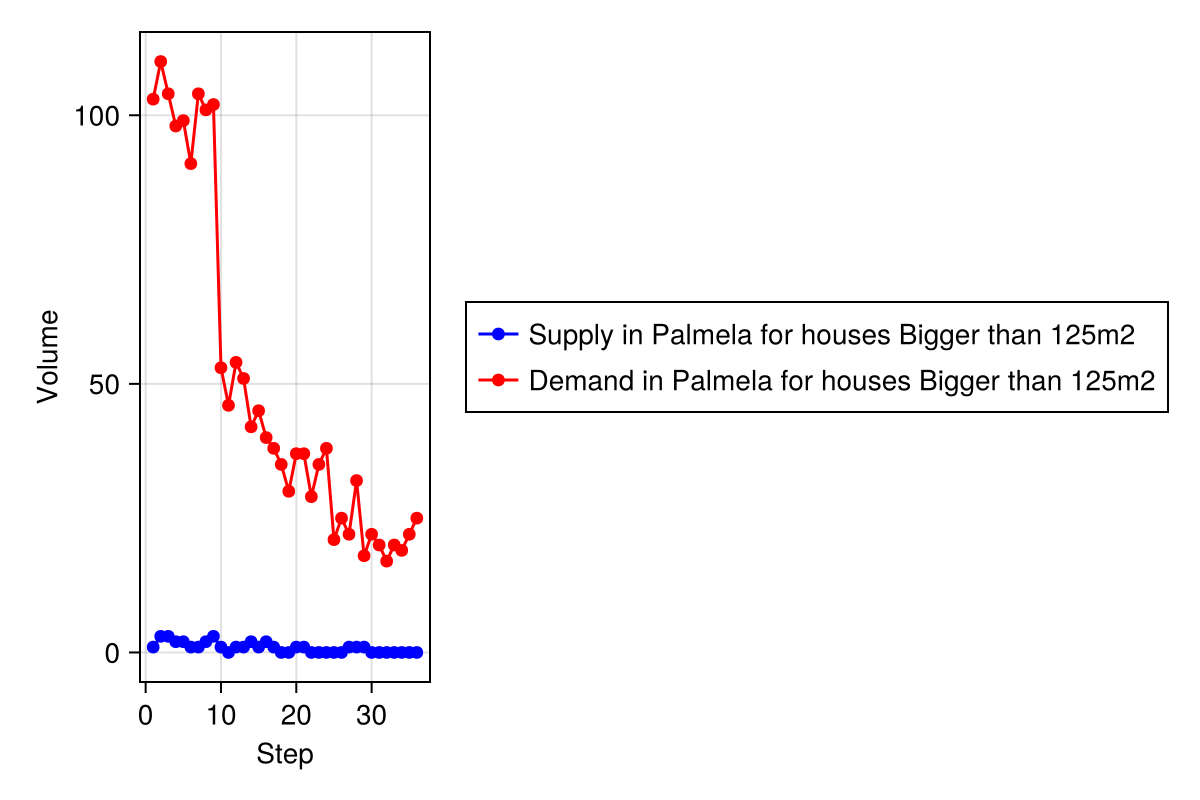 100
50
0
Volume
0 10 20 30
Step
Supply in Palmela for houses Bigger than 125m2
Demand in Palmela for houses Bigger than 125m2